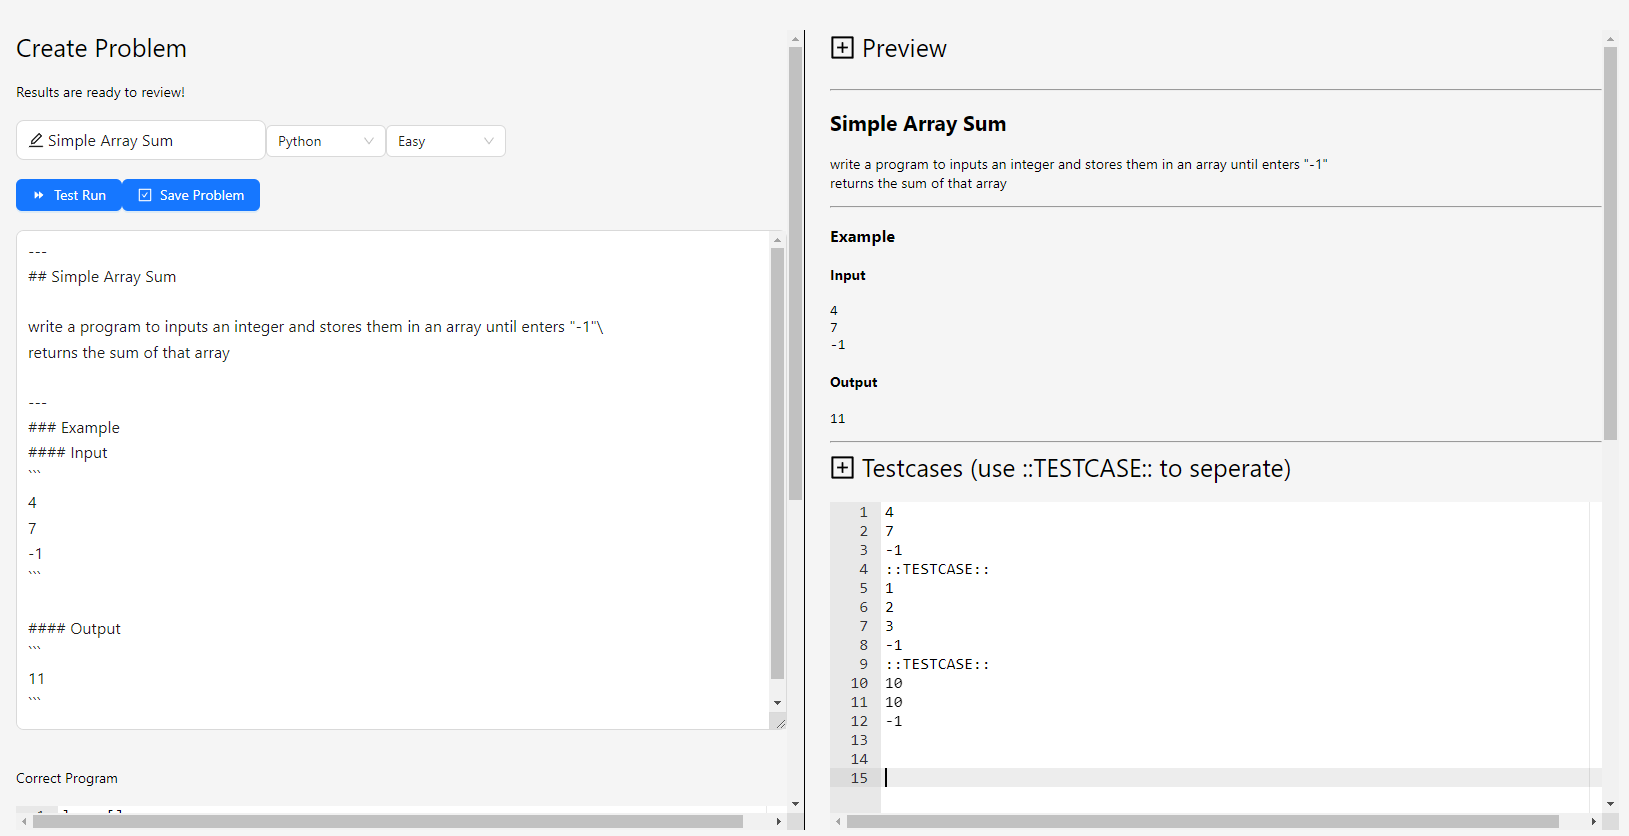 Create Problem
Results are ready to review!
Simple Array Sum
Python
Easy
Test Run
Save Problem
---
## Simple Array Sum
write a program to inputs an integer and stores them in an array until enters "-1"\
returns the sum of that array
---
### Example
#### Input
```
4
7
-1
```
#### Output
```
11
```
Correct Program
Preview
Simple Array Sum
write a program to inputs an integer and stores them in an array until enters "-1"
returns the sum of that array
Example
Input
4
7
-1
Output
11
Testcases (use ::TESTCASE:: to seperate)
1 4
2 7
3 -1
4 ::TESTCASE::
5 1
6 2
7 3
8 -1
9 ::TESTCASE::
10 10
11 10
12 -1
13
14
15